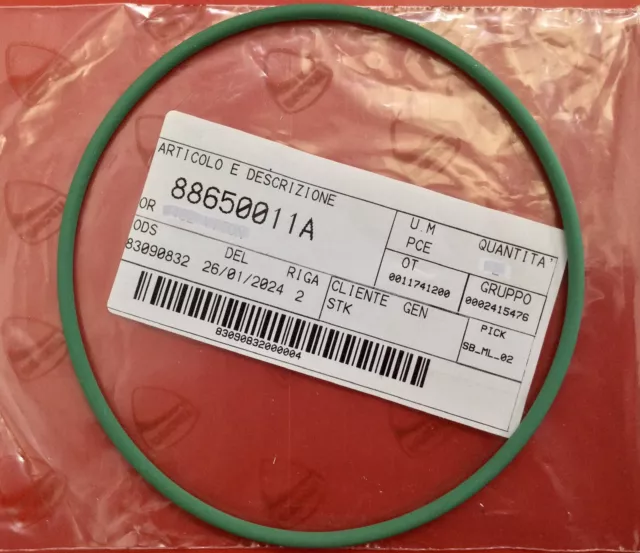 ARTICOLO E DESCRIZIONE
88650011A
OR
U.M
PCE
QUANTITA'
ODS
83090832
DEL
26/01/2024
RIGA
2
CLIENTE GEN
STK
OT
0011741200
GRUPPO
0002415476
PICK
SB_ML_02
83090832000004